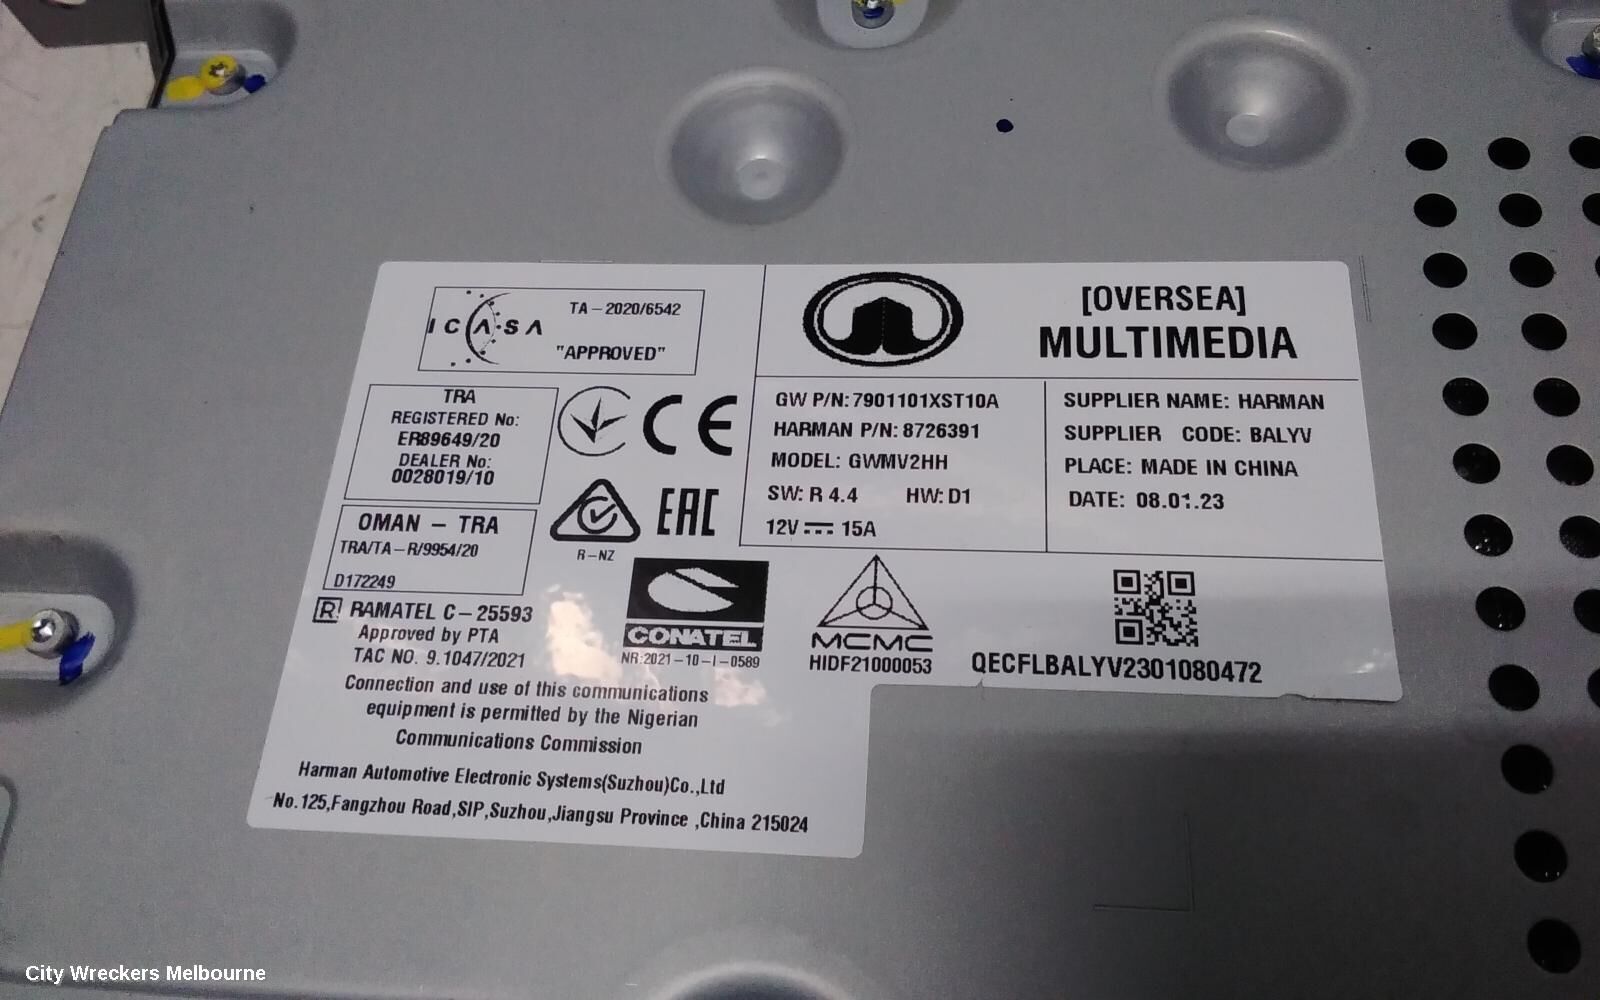 ICASA
TA-2020/6542
"APPROVED"
[OVERSEA]
MULTIMEDIA
TRA
REGISTERED No:
ER89649/20
DEALER No:
0028019/10
CE
GW P/N: 7901101XST10A
HARMAN P/N: 8726391
MODEL: GWMV2HH
SW: R 4.4 HW: D1
12V 15A
SUPPLIER NAME: HARMAN
SUPPLIER CODE: BALYV
PLACE: MADE IN CHINA
DATE: 08.01.23
OMAN - TRA
TRA/TA-R/9954/20
D172249
R-NZ
EAC
R RAMATEL C-25593
Approved by PTA
TAC NO. 9.1047/2021
CONATEL
NR:2021-10-I-0589
MCMC
HIDF21000053
QECFLBALYV2301080472
Connection and use of this communications
equipment is permitted by the Nigerian
Communications Commission
Harman Automotive Electronic Systems(Suzhou)Co.,Ltd
No.125,Fangzhou Road,SIP,Suzhou,Jiangsu Province ,China 215024
City Wreckers Melbourne